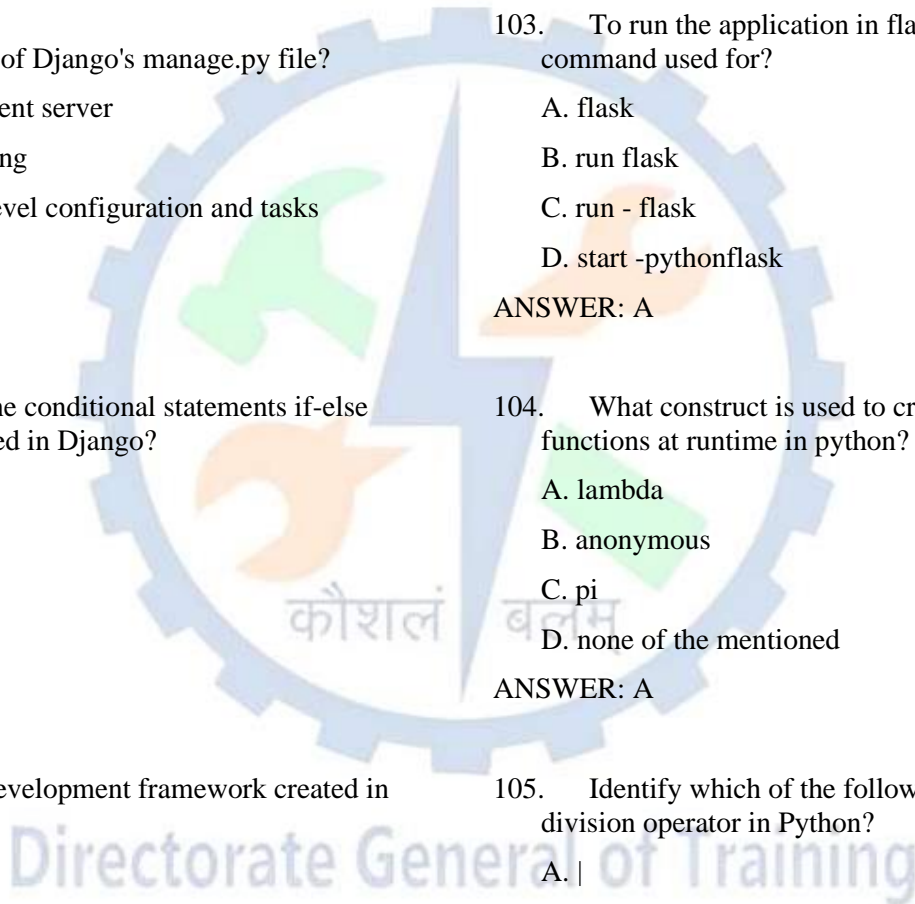 of Django's manage.py file?
ent server
ng
evel configuration and tasks
ne conditional statements if-else
ed in Django?
evelopment framework created in
103. To run the application in fla
command used for?
A. flask
B. run flask
C. run - flask
D. start -pythonflask
ANSWER: A
104. What construct is used to cr
functions at runtime in python?
A. lambda
B. anonymous
C. pi
D. none of the mentioned
ANSWER: A
105. Identify which of the follow
division operator in Python?
A. |
कौशलं बलम्
Directorate General of Training